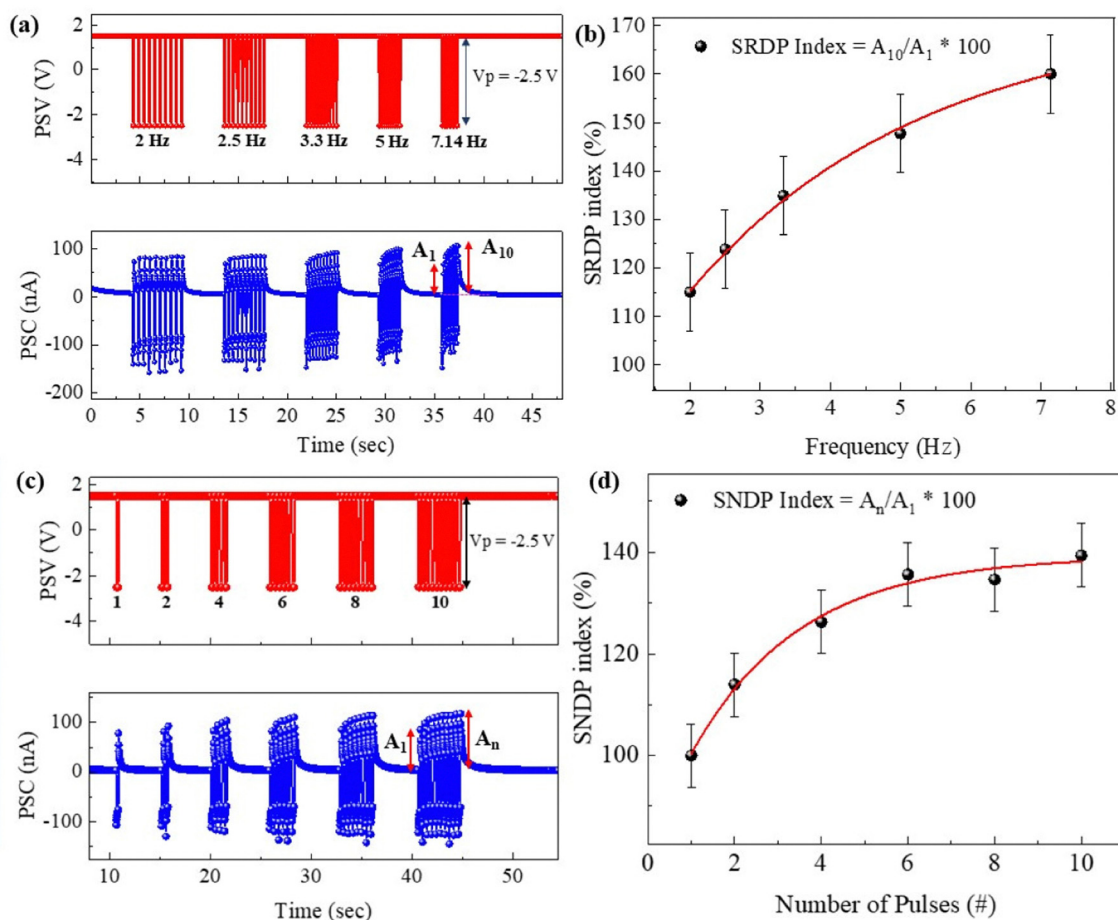 (a)
PSV (V)
2
0
-2
-4
2 Hz 2.5 Hz 3.3 Hz 5 Hz 7.14 Hz
Vp = -2.5 V
PSC (nA)
100
0
-100
-200
A1
A10
0 5 10 15 20 25 30 35 40 45
Time (sec)
(b)
SRDP Index = A10/A1 * 100
SRDP index (%)
170
160
150
140
130
120
110
100
2 3 4 5 6 7 8
Frequency (Hz)
(c)
PSV (V)
2
0
-2
-4
1 2 4 6 8 10
Vp = -2.5 V
PSC (nA)
100
0
-100
A1
An
10 20 30 40 50
Time (sec)
(d)
SNDP Index = An/A1 * 100
SNDP index (%)
140
120
100
0 2 4 6 8 10
Number of Pulses (#)